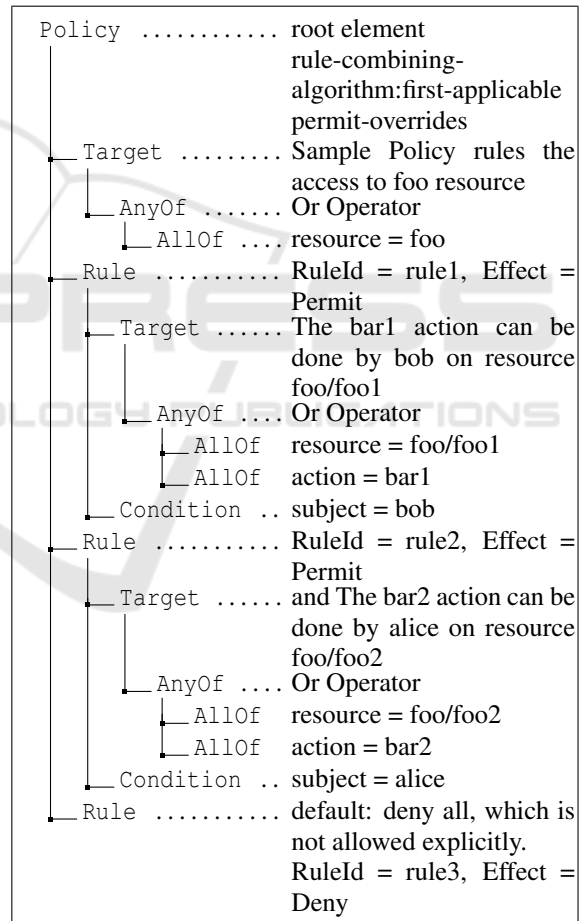 Policy ............ root element
rule-combining-
algorithm:first-applicable
permit-overrides
Target ......... Sample Policy rules the
access to foo resource
AnyOf ....... Or Operator
AllOf .... resource = foo
Rule ........... RuleId = rule1, Effect =
Permit
Target ...... The bar1 action can be
done by bob on resource
foo/foo1
AnyOf .... Or Operator
AllOf resource = foo/foo1
AllOf action = bar1
Condition .. subject = bob
Rule ........... RuleId = rule2, Effect =
Permit
Target ...... and The bar2 action can be
done by alice on resource
foo/foo2
AnyOf .... Or Operator
AllOf resource = foo/foo2
AllOf action = bar2
Condition .. subject = alice
Rule ........... default: deny all, which is
not allowed explicitly.
RuleId = rule3, Effect =
Deny